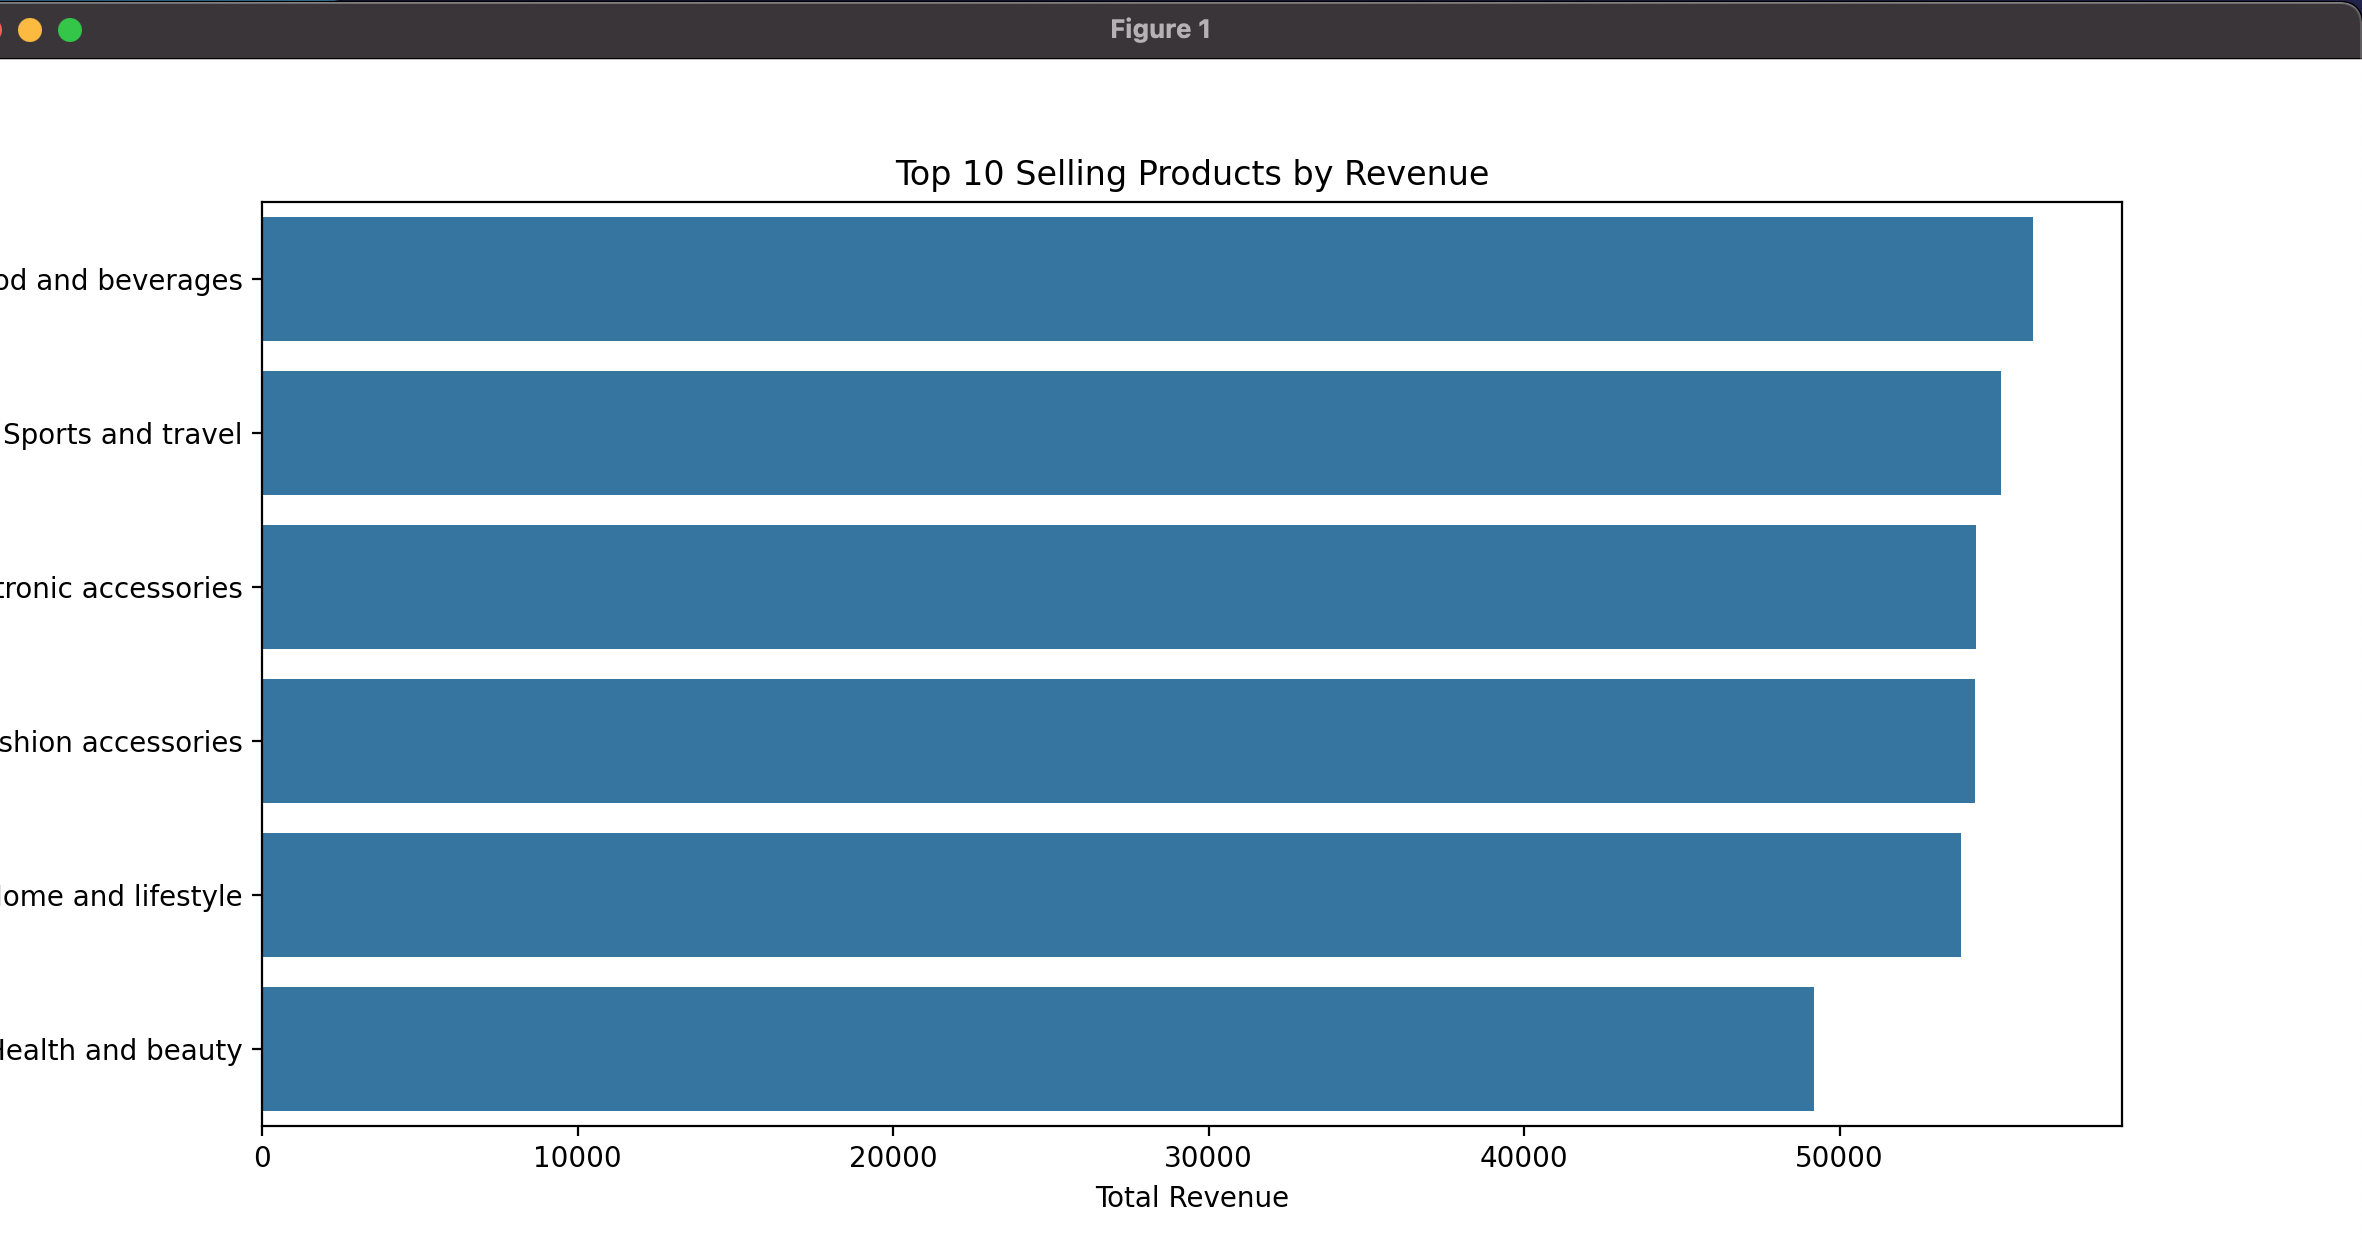 Figure 1
Top 10 Selling Products by Revenue
od and beverages
Sports and travel
tronic accessories
shion accessories
ome and lifestyle
ealth and beauty
0 10000 20000 30000 40000 50000
Total Revenue